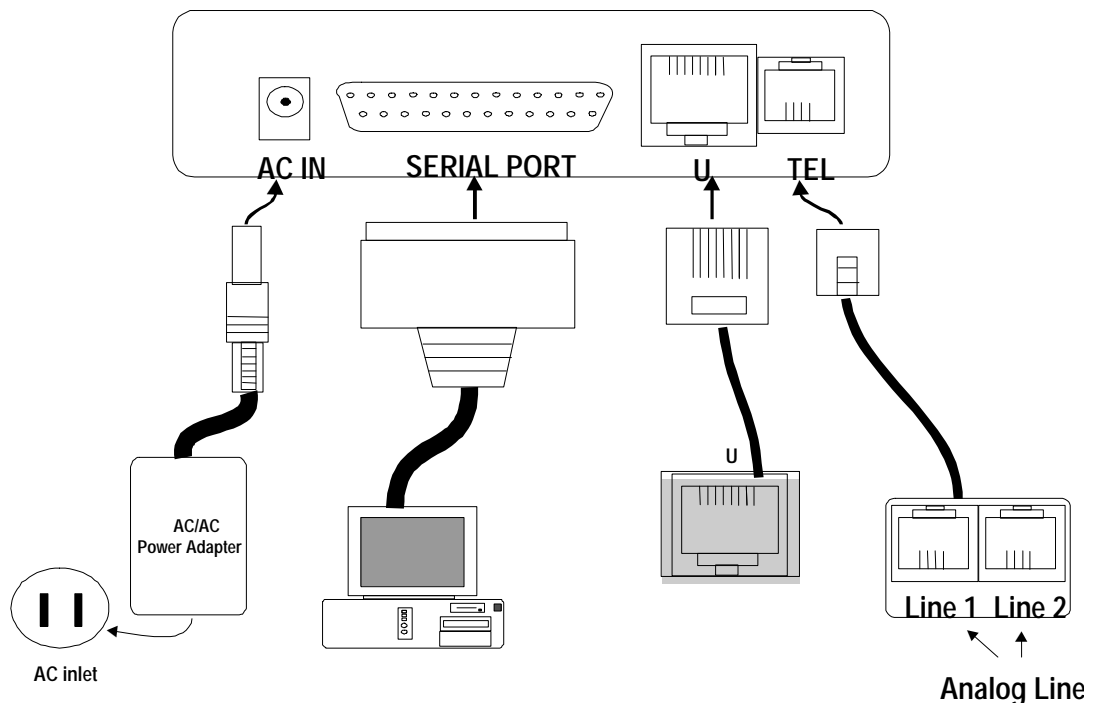 AC IN
SERIAL PORT
U
TEL
U
AC/AC
Power Adapter
Line 1
Line 2
AC inlet
Analog Line